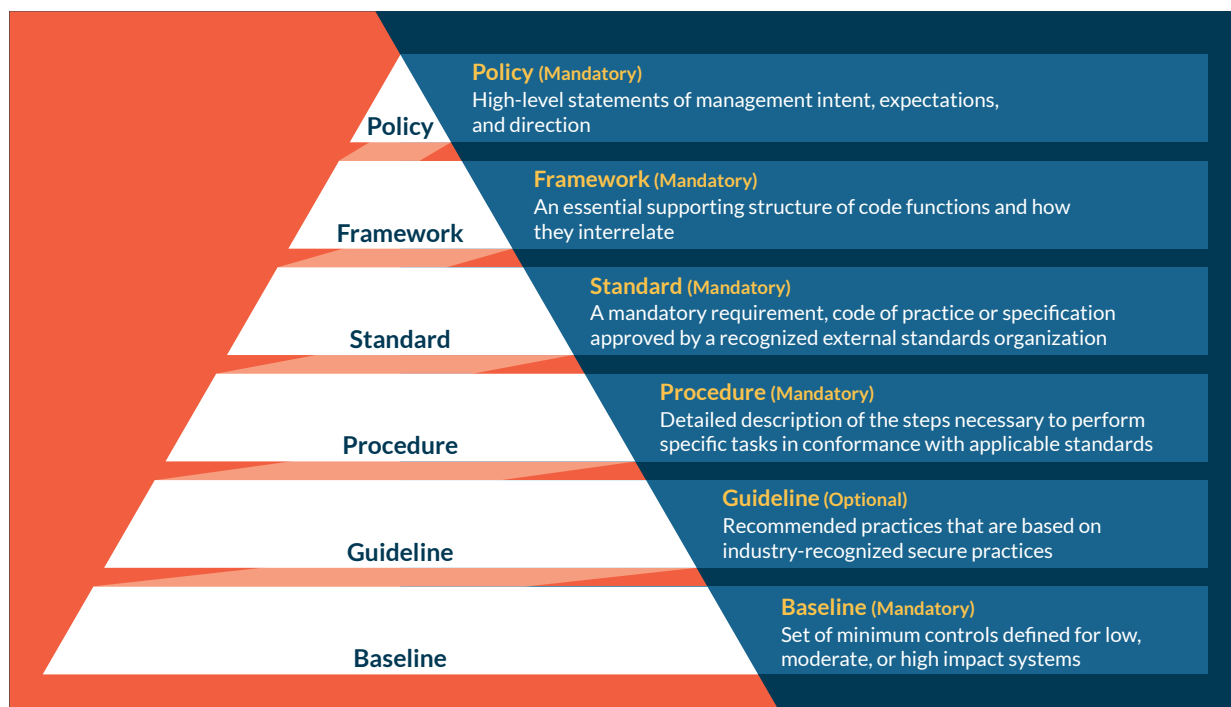 Policy
Policy (Mandatory)
High-level statements of management intent, expectations,
and direction
Framework
Framework (Mandatory)
An essential supporting structure of code functions and how
they interrelate
Standard
Standard (Mandatory)
A mandatory requirement, code of practice or specification
approved by a recognized external standards organization
Procedure
Procedure (Mandatory)
Detailed description of the steps necessary to perform
specific tasks in conformance with applicable standards
Guideline
Guideline (Optional)
Recommended practices that are based on
industry-recognized secure practices
Baseline
Baseline (Mandatory)
Set of minimum controls defined for low,
moderate, or high impact systems